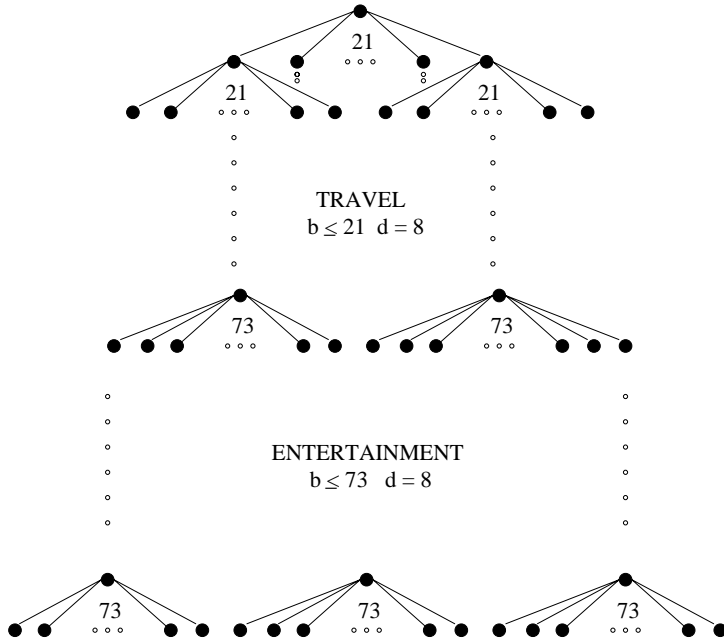 21
21 21
TRAVEL
b ≤ 21 d = 8
73 73
ENTERTAINMENT
b ≤ 73 d = 8
73 73 73